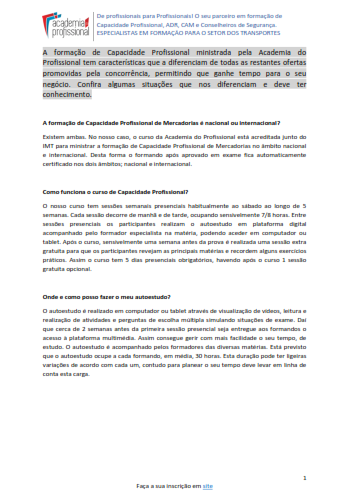 academia
profissional
De profissionais para Profissionais! O seu parceiro em formação de
Capacidade Profissional, ADR, CAM e Conselheiros de Segurança.
ESPECIALISTAS EM FORMAÇÃO PARA O SETOR DOS TRANSPORTES
A formação de Capacidade Profissional ministrada pela Academia do
Profissional tem características que a diferenciam de todas as restantes ofertas
promovidas pela concorrência, permitindo que ganhe tempo para o seu
negócio. Confira algumas situações que nos diferenciam e deve ter
conhecimento.
A formação de Capacidade Profissional de Mercadorias é nacional ou internacional?
Existem ambas. No nosso caso, o curso da Academia do Profissional está acreditada junto do
IMT para ministrar a formação de Capacidade Profissional de Mercadorias no âmbito nacional
e internacional. Desta forma o formando após aprovado em exame fica automaticamente
certificado nos dois âmbitos; nacional e internacional.
Como funciona o curso de Capacidade Profissional?
O nosso curso tem sessões semanais presenciais habitualmente ao sábado ao longo de 5
semanas. Cada sessão decorre de manhã e de tarde, ocupando sensivelmente 7/8 horas. Entre
sessões presenciais os participantes realizam o autoestudo em plataforma digital
acompanhado pelo formador especialista na matéria, podendo aceder em computador ou
tablet. Após o curso, sensivelmente uma semana antes da prova é realizada uma sessão extra
gratuita para que os participantes revejam as principais matérias e recordem alguns exercícios
práticos. Assim o curso tem 5 dias presenciais obrigatórios, havendo após o curso 1 sessão
gratuita opcional.
Onde e como posso fazer o meu autoestudo?
O autoestudo é realizado em computador ou tablet através de visualização de vídeos, leitura e
realização de atividades e perguntas de escolha múltipla simulando situações de exame. Daí
que cerca de 2 semanas antes da primeira sessão presencial seja entregue aos formandos o
acesso à plataforma multimédia. Assim consegue gerir com mais facilidade o seu tempo, de
estudo. O autoestudo é acompanhado pelos formadores das diversas matérias. Está previsto
que o autoestudo ocupe a cada formando, em média, 30 horas. Esta duração pode ter ligeiras
variações de acordo com cada um, contudo para planear o seu tempo deve levar em linha de
conta esta carga.
1
Faça a sua inscrição em site